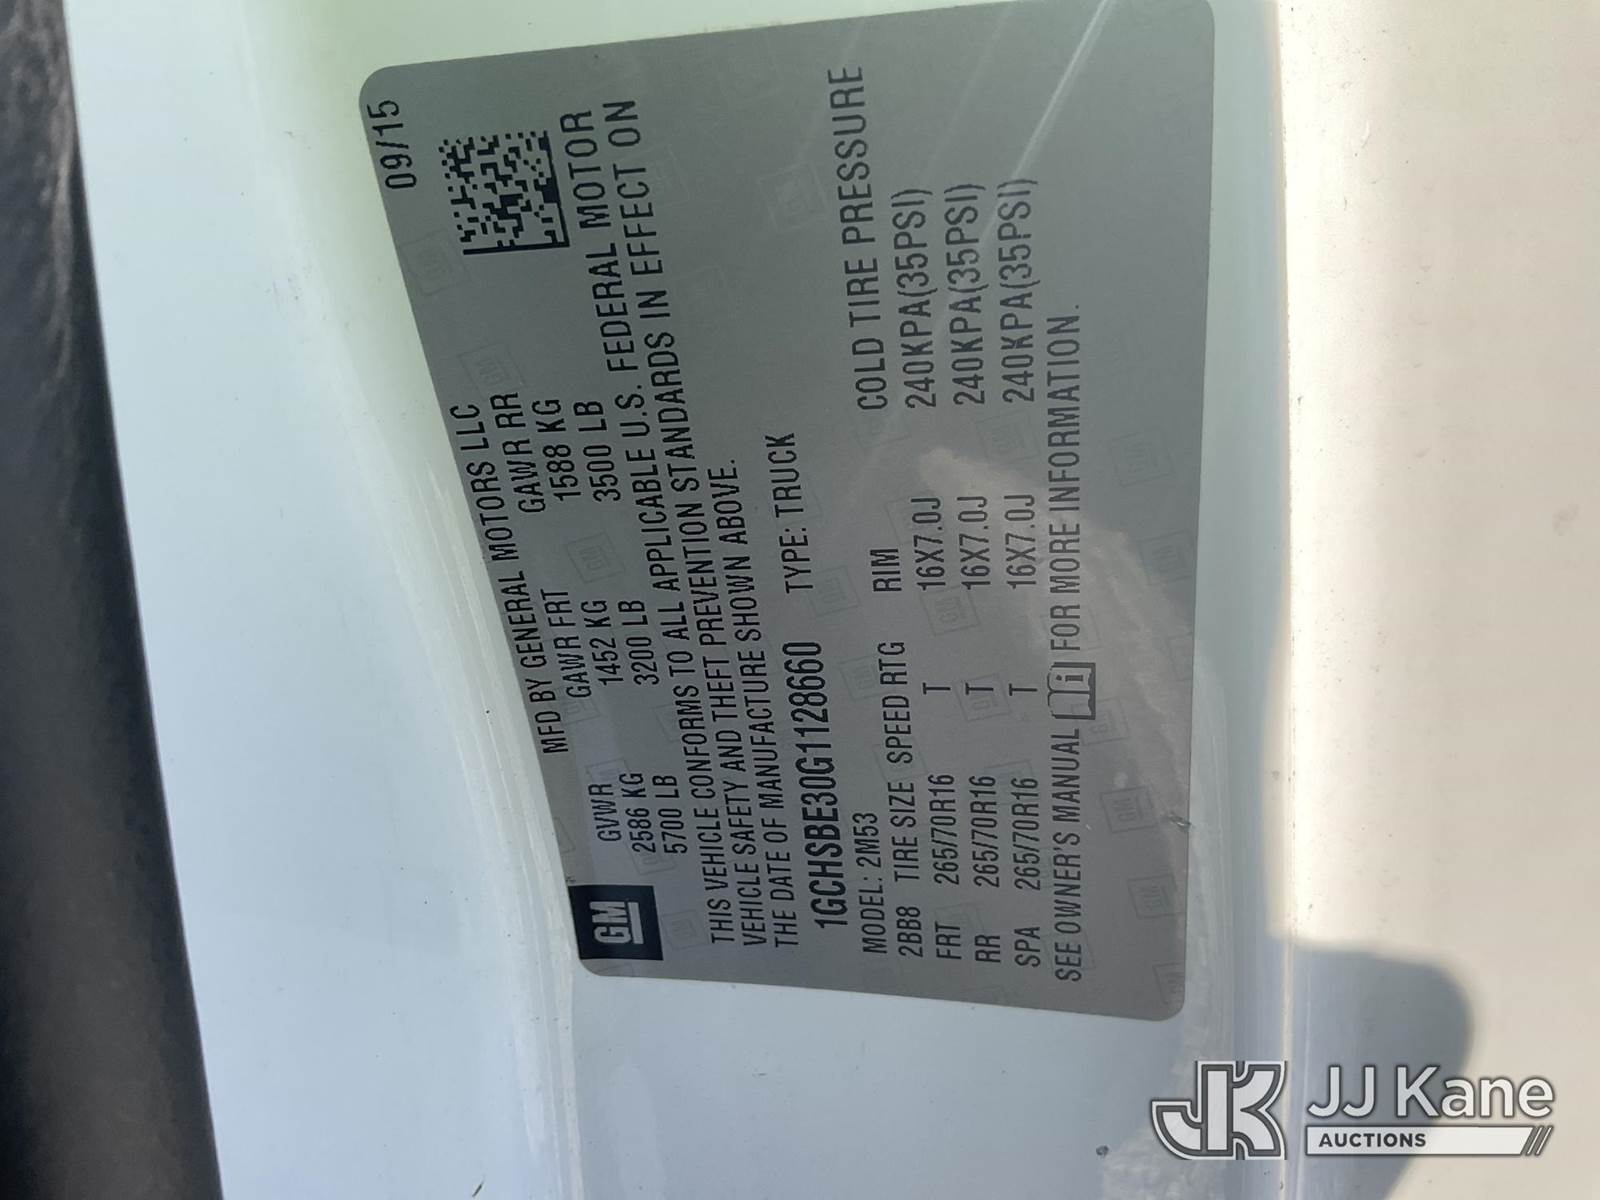 09/15
MFD BY GENERAL MOTORS LLC
GVWR GAWR FRT GAWR RR
2586 KG 1452 KG 1588 KG
5700 LB 3200 LB 3500 LB
GM
THIS VEHICLE CONFORMS TO ALL APPLICABLE U.S. FEDERAL MOTOR
VEHICLE SAFETY AND THEFT PREVENTION STANDARDS IN EFFECT ON
THE DATE OF MANUFACTURE SHOWN ABOVE.
1GCHSBE30G1128660 TYPE: TRUCK
MODEL: 2M53
2BB8 TIRE SIZE SPEED RTG RIM COLD TIRE PRESSURE
FRT 265/70R16 T 16X7.0J 240KPA(35PSI)
RR 265/70R16 T 16X7.0J 240KPA(35PSI)
SPA 265/70R16 T 16X7.0J 240KPA(35PSI)
SEE OWNER'S MANUAL i FOR MORE INFORMATION.
JK JJ Kane
AUCTIONS